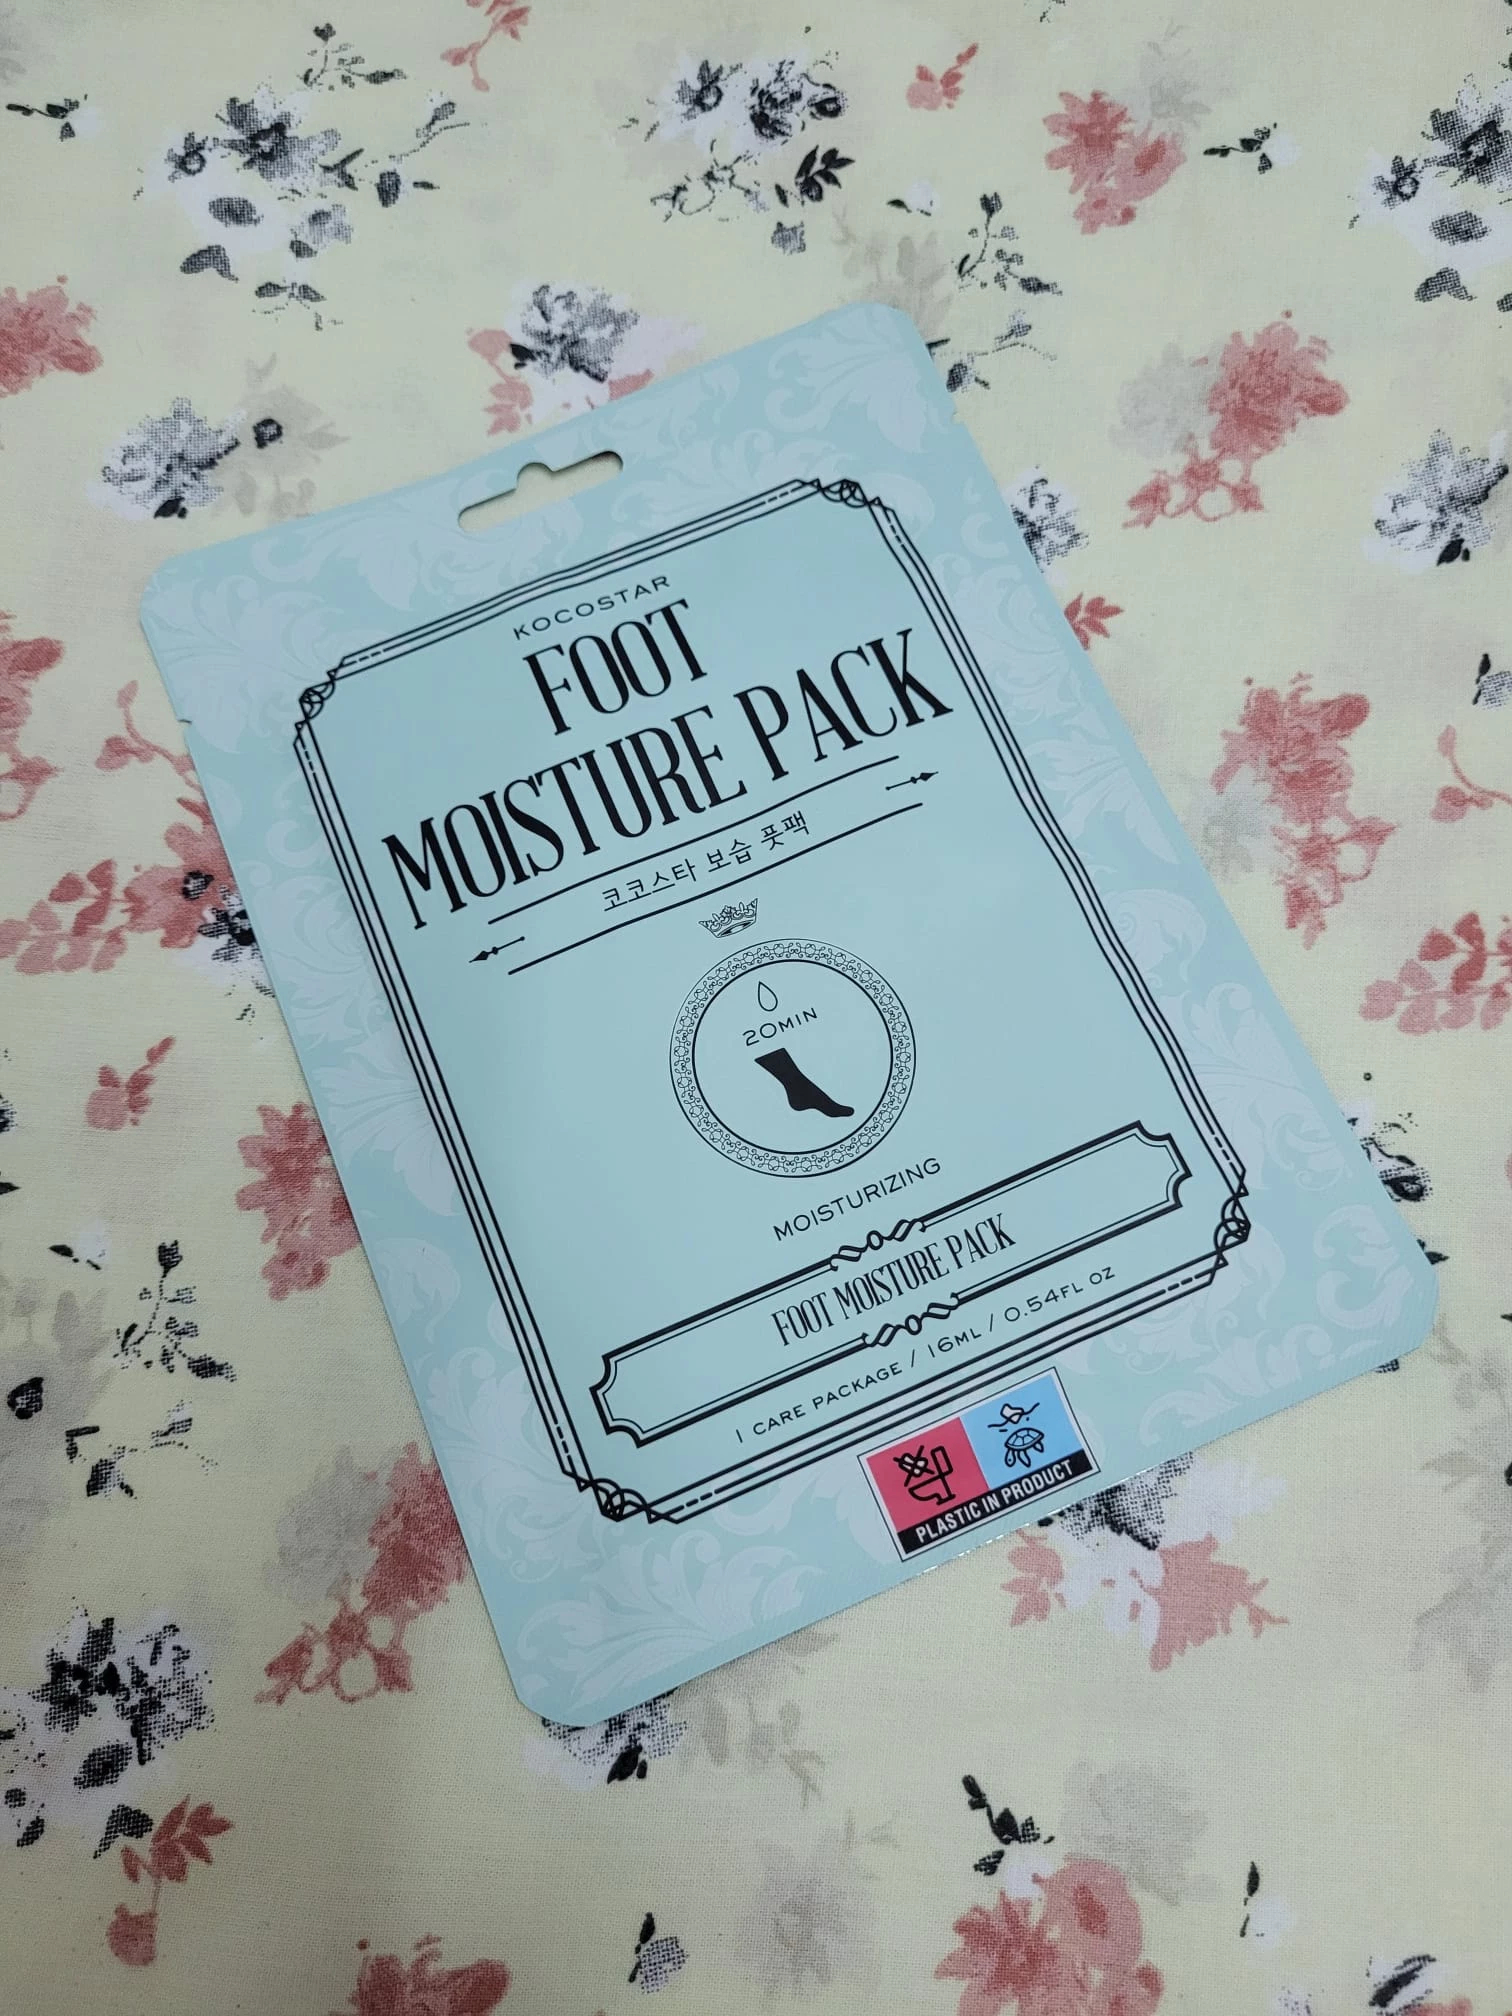 KOCOSTAR
FOOT
MOISTURE PACK
코코스타 보습 풋팩
20MIN
MOISTURIZING
FOOT MOISTURE PACK
1 CARE PACKAGE / 16ML / 0.54FL OZ
PLASTIC IN PRODUCT